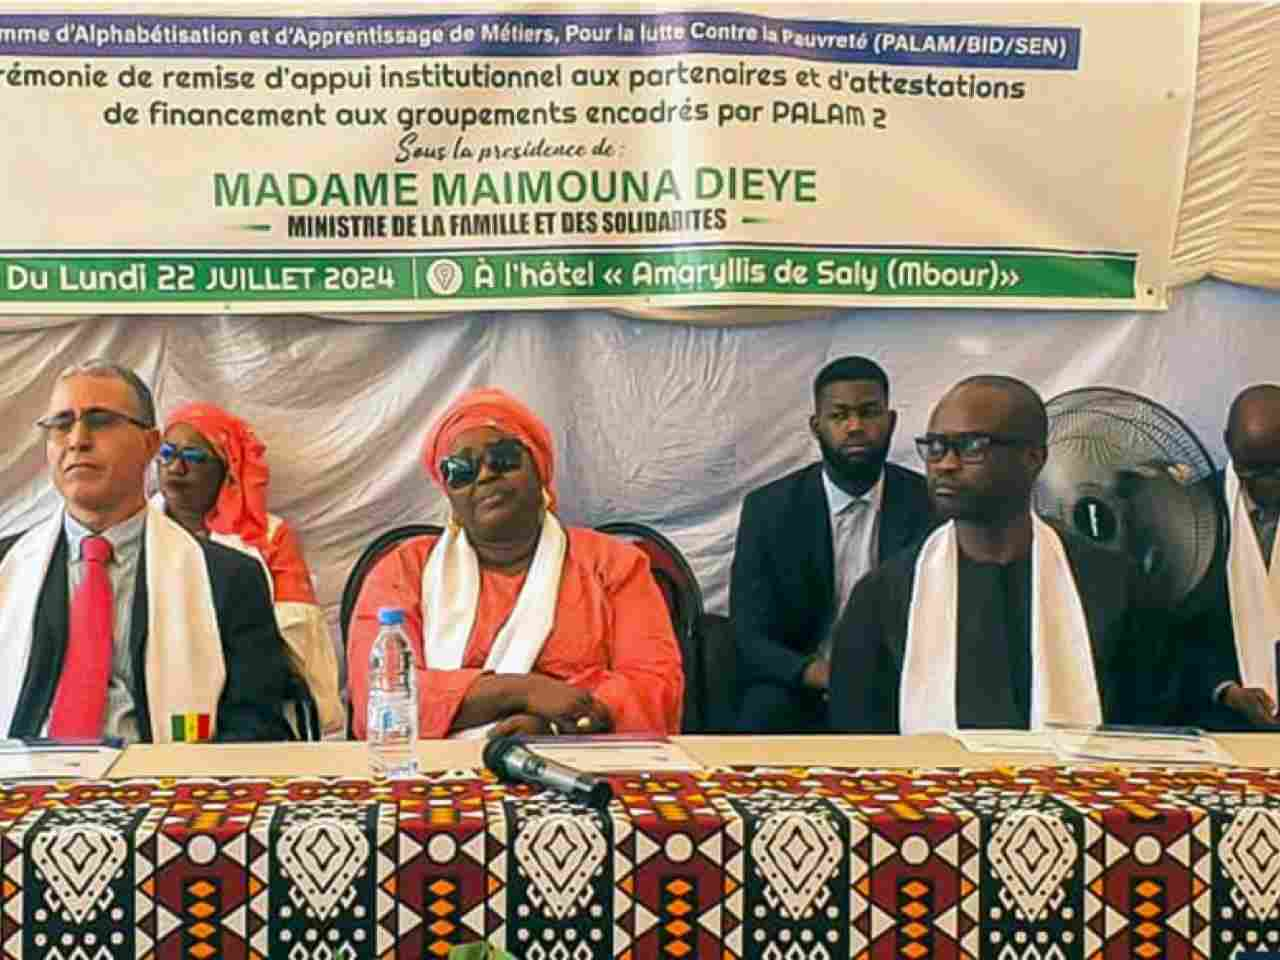 mme d'Alphabétisation et d'Apprentissage de Métiers, Pour la lutte Contre la Pauvreté (PALAM/BID/SEN)
rémonie de remise d'appui institutionnel aux partenaires et d'attestations
de financement aux groupements encadrés par PALAM 2
Sous la presidence de :
MADAME MAIMOUNA DIEYE
MINISTRE DE LA FAMILLE ET DES SOLIDARITES
Du Lundi 22 JUILLET 2024 À l'hôtel « Amaryllis de Saly (Mbour)»